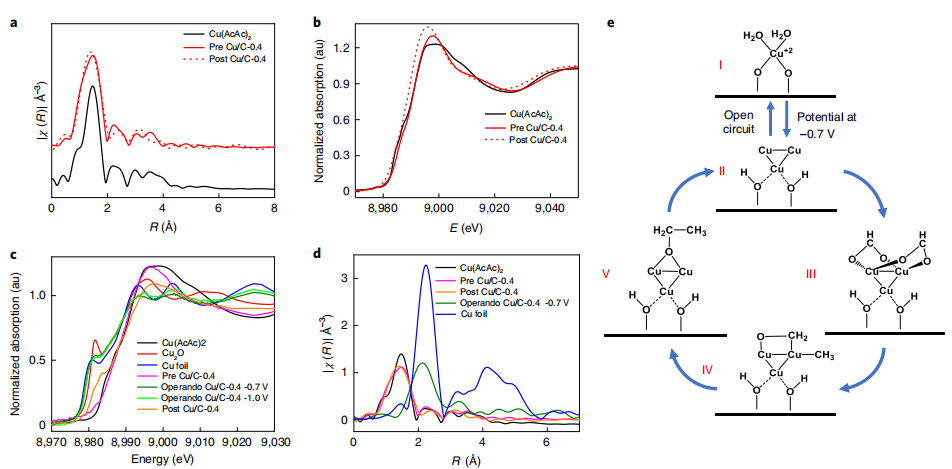 a
|χ(R)| Å⁻³
Cu(AcAc)₂
Pre Cu/C-0.4
Post Cu/C-0.4
0 2 4 6 8
R (Å)
b
Normalized absorption (au)
1.2
0.9
0.6
0.3
0
Cu(AcAc)₂
Pre Cu/C-0.4
Post Cu/C-0.4
8,980 9,000 9,020 9,040
E (eV)
c
Normalized absorption (au)
1.0
0.5
0
Cu(AcAc)2
Cu₂O
Cu foil
Pre Cu/C-0.4
Operando Cu/C-0.4 -0.7 V
Operando Cu/C-0.4 -1.0 V
Post Cu/C-0.4
8,970 8,980 8,990 9,000 9,010 9,020 9,030
Energy (eV)
d
|χ(R)| Å⁻³
3
2
1
0
Cu(AcAc)₂
Pre Cu/C-0.4
Post Cu/C-0.4
Operando Cu/C-0.4 -0.7 V
Cu foil
0 2 4 6
R (Å)
e
H₂O H₂O
Cu⁺²
I
O O
Open
circuit
Potential at
–0.7 V
Cu Cu
II
Cu
H H
O O
H₂C CH₃
O
V
Cu Cu
Cu
H H
O O
H H
C C
O O O O
III
Cu Cu
Cu
H H
O O
O CH₂
Cu Cu CH₃
IV
Cu
H H
O O